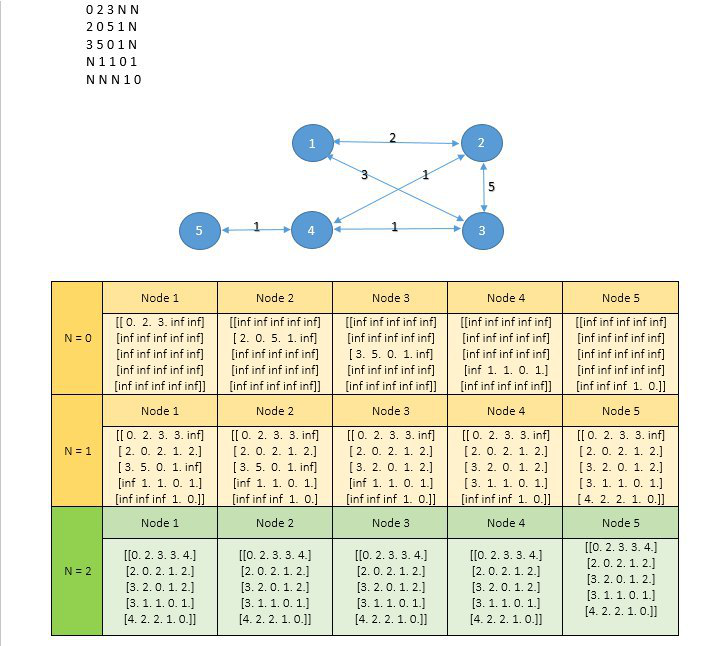 0 2 3 N N
2 0 5 1 N
3 5 0 1 N
N 1 1 0 1
N N N 1 0
1
2
2
3
1
5
5
1
4
1
3
Node 1 Node 2 Node 3 Node 4 Node 5
N = 0
[[ 0. 2. 3. inf inf] [[inf inf inf inf inf] [[inf inf inf inf inf] [[inf inf inf inf inf] [[inf inf inf inf inf]
[inf inf inf inf inf] [ 2. 0. 5. 1. inf] [inf inf inf inf inf] [inf inf inf inf inf] [inf inf inf inf inf]
[inf inf inf inf inf] [inf inf inf inf inf] [ 3. 5. 0. 1. inf] [inf inf inf inf inf] [inf inf inf inf inf]
[inf inf inf inf inf] [inf inf inf inf inf] [inf inf inf inf inf] [inf 1. 1. 0. 1.] [inf inf inf inf inf]
[inf inf inf inf inf]] [inf inf inf inf inf]] [inf inf inf inf inf]] [inf inf inf inf inf]] [inf inf inf 1. 0.]]
Node 1 Node 2 Node 3 Node 4 Node 5
N = 1
[[ 0. 2. 3. 3. inf] [[ 0. 2. 3. 3. inf] [[ 0. 2. 3. 3. inf] [[ 0. 2. 3. 3. inf] [[ 0. 2. 3. 3. inf]
[ 2. 0. 2. 1. 2.] [ 2. 0. 2. 1. 2.] [ 2. 0. 2. 1. 2.] [ 2. 0. 2. 1. 2.] [ 2. 0. 2. 1. 2.]
[ 3. 5. 0. 1. inf] [ 3. 5. 0. 1. inf] [ 3. 2. 0. 1. 2.] [ 3. 2. 0. 1. 2.] [ 3. 2. 0. 1. 2.]
[inf 1. 1. 0. 1.] [inf 1. 1. 0. 1.] [inf 1. 1. 0. 1.] [ 3. 1. 1. 0. 1.] [ 3. 1. 1. 0. 1.]
[inf inf inf 1. 0.]] [inf inf inf 1. 0.] [inf inf inf 1. 0.]] [inf inf inf 1. 0.]] [ 4. 2. 2. 1. 0.]]
Node 1 Node 2 Node 3 Node 4 Node 5
N = 2
[[0. 2. 3. 3. 4.] [[0. 2. 3. 3. 4.] [[0. 2. 3. 3. 4.] [[0. 2. 3. 3. 4.] [[0. 2. 3. 3. 4.]
[2. 0. 2. 1. 2.] [2. 0. 2. 1. 2.] [2. 0. 2. 1. 2.] [2. 0. 2. 1. 2.] [2. 0. 2. 1. 2.]
[3. 2. 0. 1. 2.] [3. 2. 0. 1. 2.] [3. 2. 0. 1. 2.] [3. 2. 0. 1. 2.] [3. 2. 0. 1. 2.]
[3. 1. 1. 0. 1.] [3. 1. 1. 0. 1.] [3. 1. 1. 0. 1.] [3. 1. 1. 0. 1.] [3. 1. 1. 0. 1.]
[4. 2. 2. 1. 0.]] [4. 2. 2. 1. 0.]] [4. 2. 2. 1. 0.]] [4. 2. 2. 1. 0.]] [4. 2. 2. 1. 0.]]